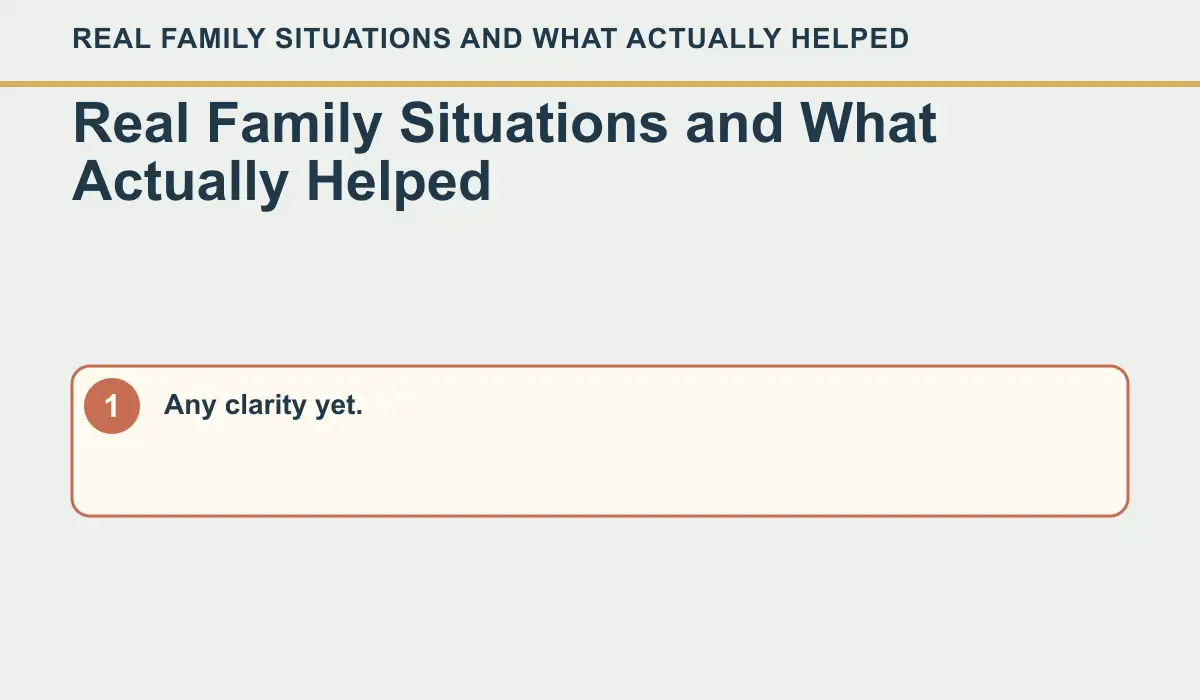 REAL FAMILY SITUATIONS AND WHAT ACTUALLY HELPED
Real Family Situations and What
Actually Helped
1 Any clarity yet.